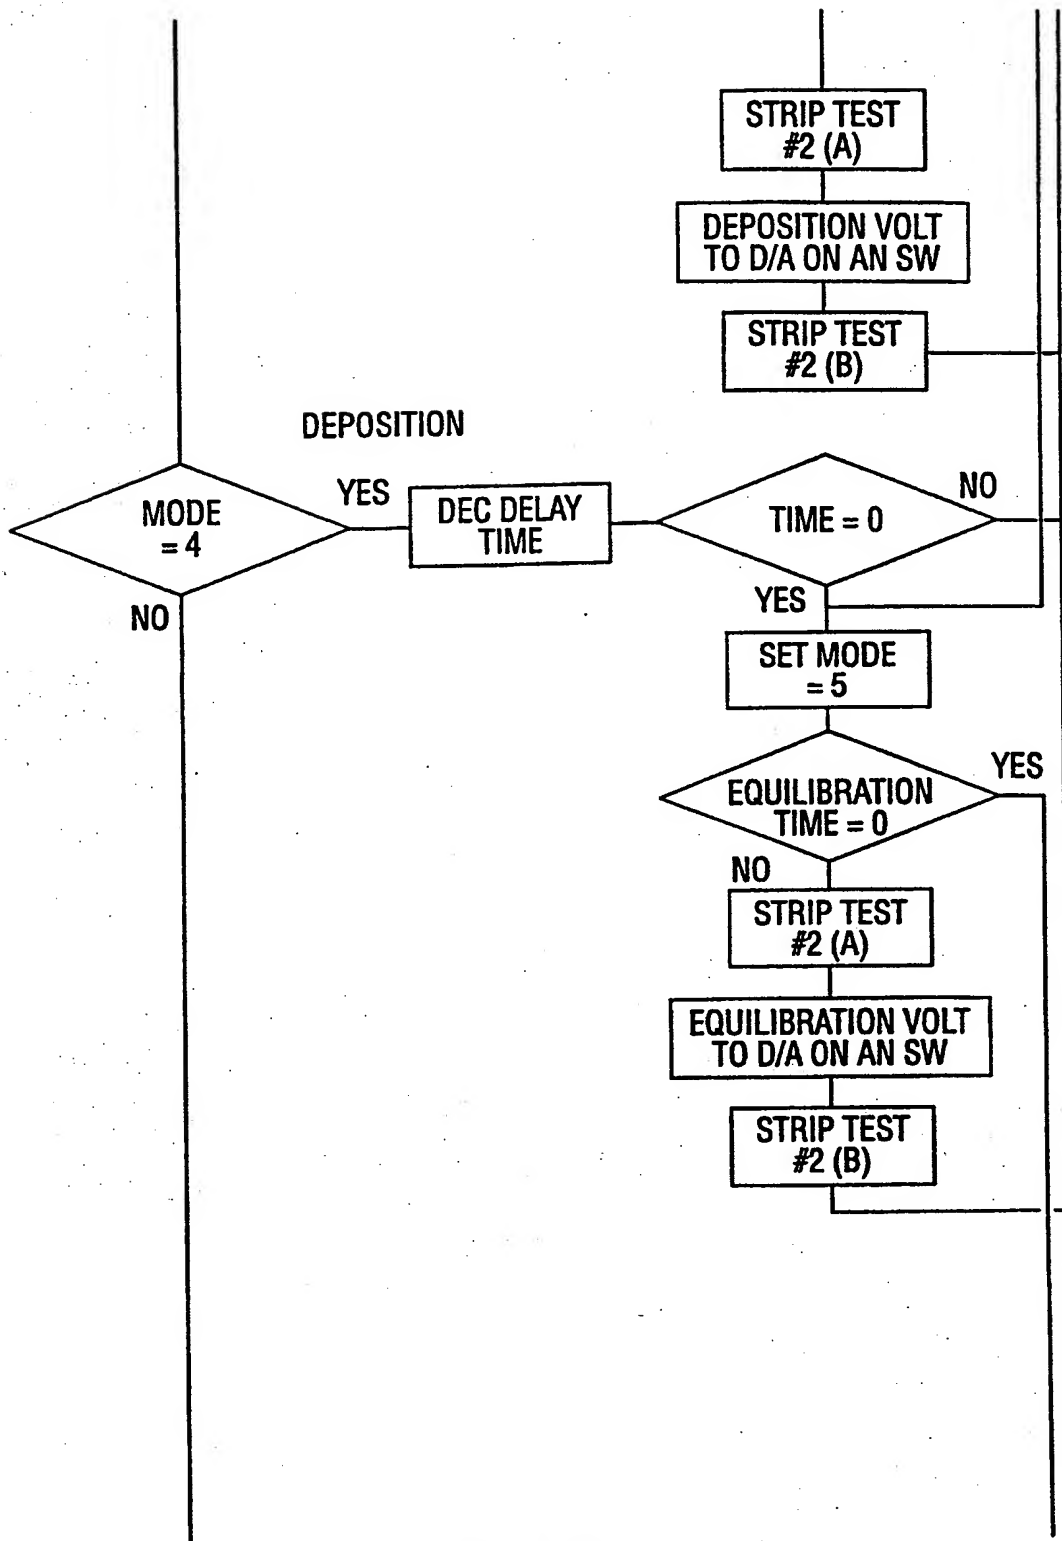 STRIP TEST
#2 (A)
DEPOSITION VOLT
TO D/A ON AN SW
STRIP TEST
#2 (B)
DEPOSITION
MODE
= 4
YES
NO
DEC DELAY
TIME
TIME = 0
NO
YES
SET MODE
= 5
EQUILIBRATION
TIME = 0
YES
NO
STRIP TEST
#2 (A)
EQUILIBRATION VOLT
TO D/A ON AN SW
STRIP TEST
#2 (B)